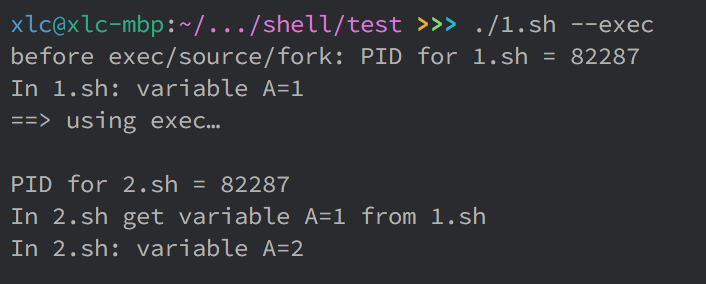 xlc@xlc-mbp:~/.../shell/test >>> ./1.sh --exec
before exec/source/fork: PID for 1.sh = 82287
In 1.sh: variable A=1
==> using exec…
PID for 2.sh = 82287
In 2.sh get variable A=1 from 1.sh
In 2.sh: variable A=2